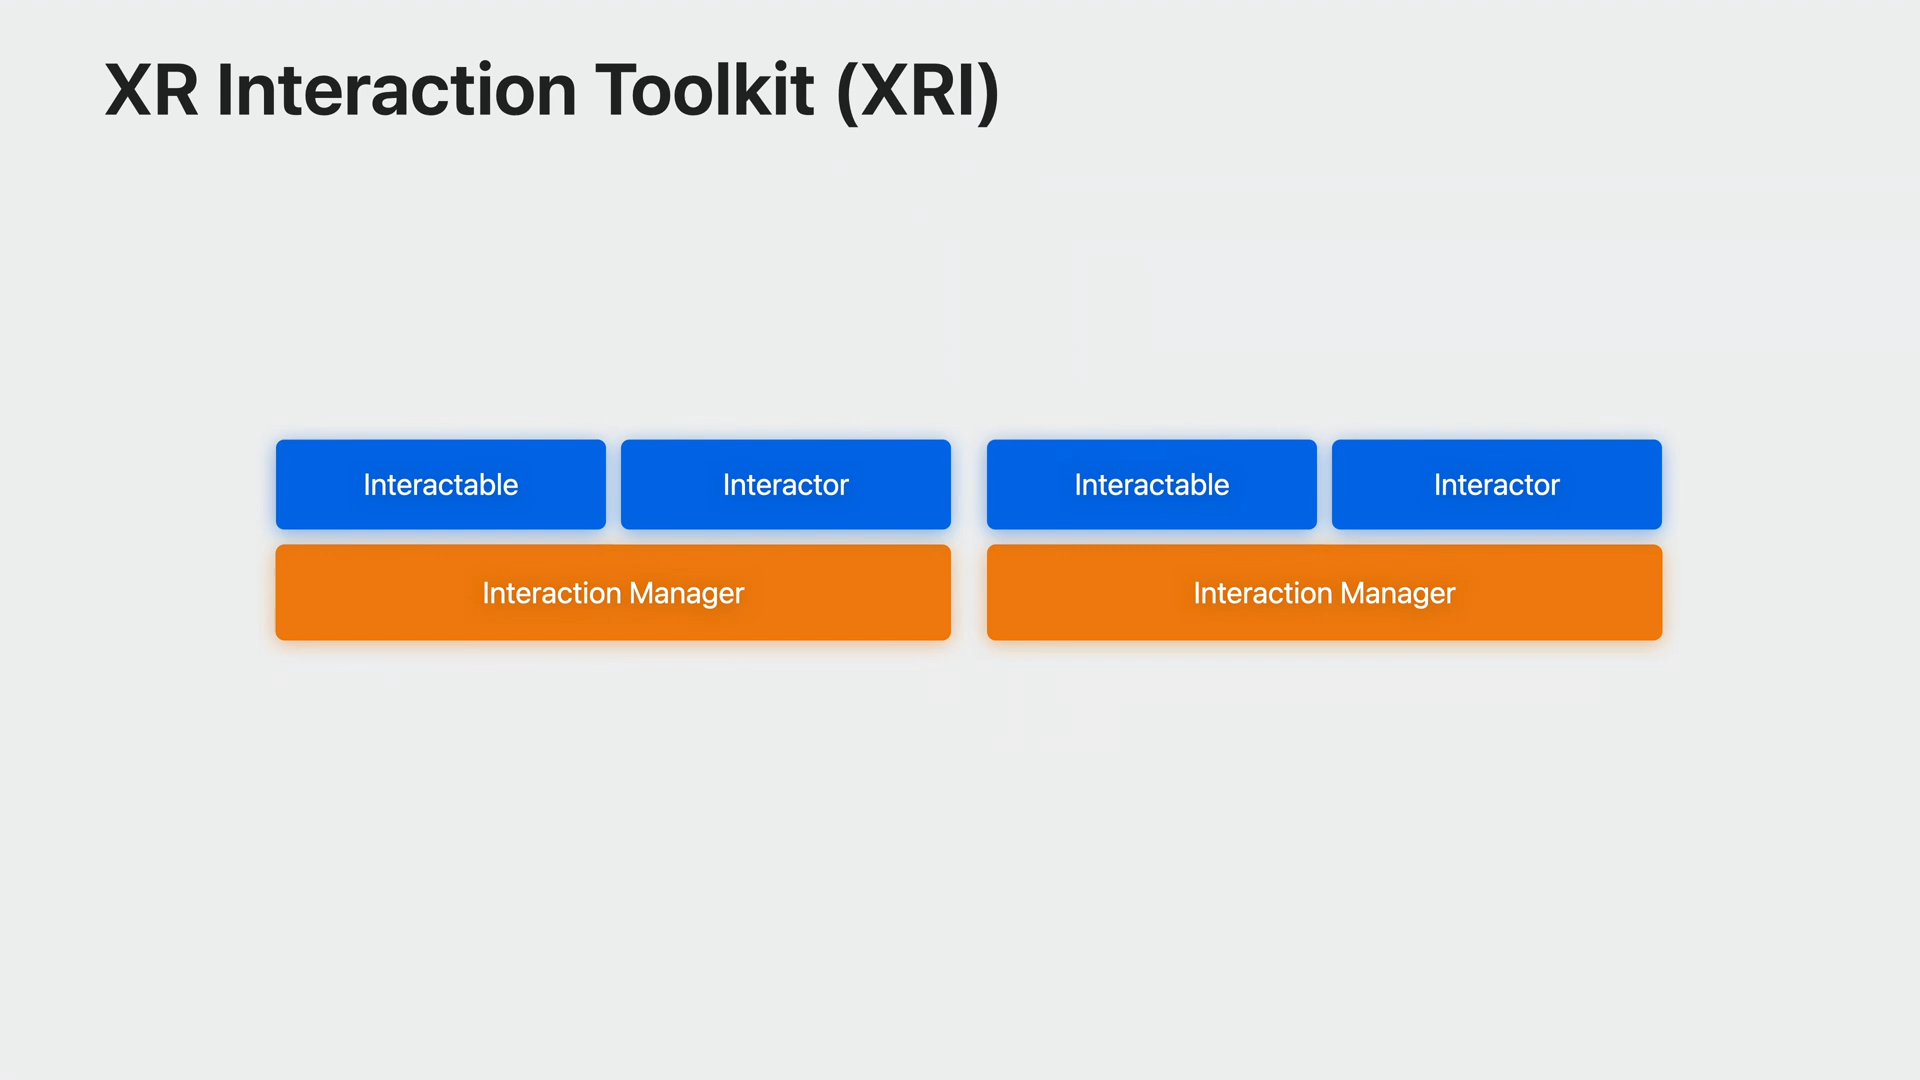 XR Interaction Toolkit (XRI)
Interactable
Interactor
Interactable
Interactor
Interaction Manager
Interaction Manager